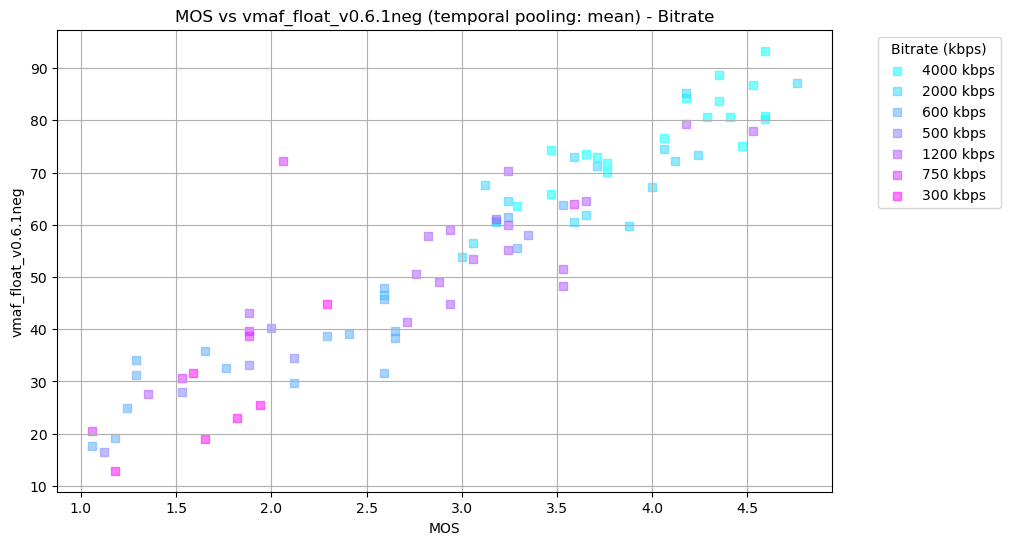 MOS vs vmaf_float_v0.6.1neg (temporal pooling: mean) - Bitrate
Bitrate (kbps)
4000 kbps
2000 kbps
600 kbps
500 kbps
1200 kbps
750 kbps
300 kbps
vmaf_float_v0.6.1neg
90
80
70
60
50
40
30
20
10
1.0 1.5 2.0 2.5 3.0 3.5 4.0 4.5
MOS